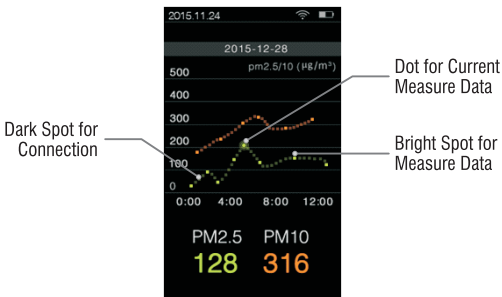 2015.11.24
2015-12-28
pm2.5/10 (μg/m³)
500
400
300
200
100
0
0:00 4:00 8:00 12:00
PM2.5 PM10
128 316
Dark Spot for
Connection
Dot for Current
Measure Data
Bright Spot for
Measure Data